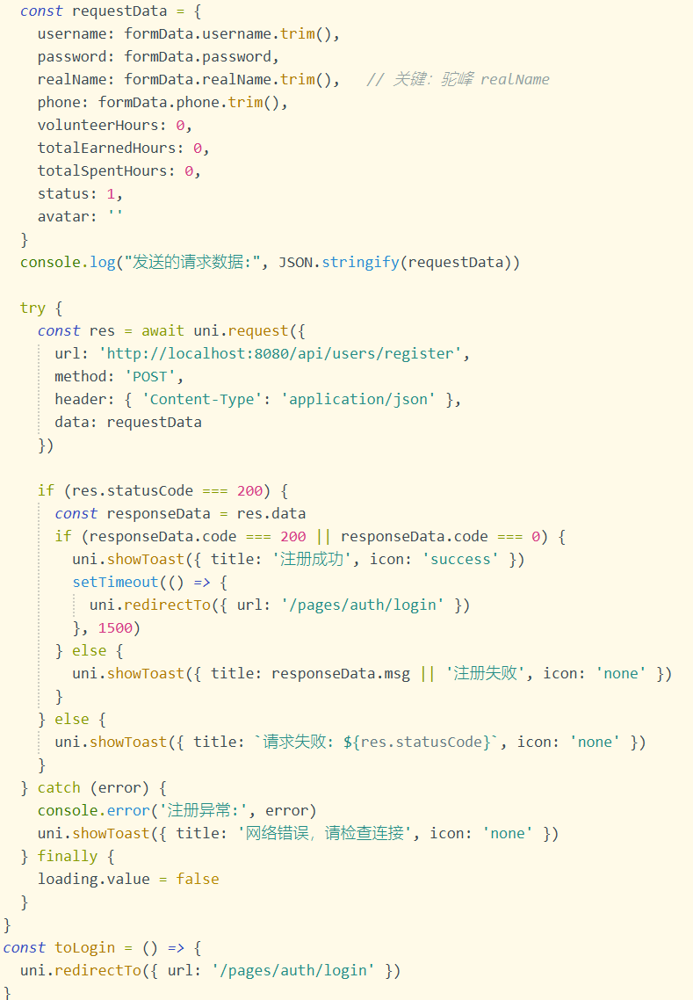 const requestData = {
username: formData.username.trim(),
password: formData.password,
realName: formData.realName.trim(),   // 关键：驼峰 realName
phone: formData.phone.trim(),
volunteerHours: 0,
totalEarnedHours: 0,
totalSpentHours: 0,
status: 1,
avatar: ''
}
console.log("发送的请求数据:", JSON.stringify(requestData))
try {
const res = await uni.request({
url: 'http://localhost:8080/api/users/register',
method: 'POST',
header: { 'Content-Type': 'application/json' },
data: requestData
})
if (res.statusCode === 200) {
const responseData = res.data
if (responseData.code === 200 || responseData.code === 0) {
uni.showToast({ title: '注册成功', icon: 'success' })
setTimeout(() => {
uni.redirectTo({ url: '/pages/auth/login' })
}, 1500)
} else {
uni.showToast({ title: responseData.msg || '注册失败', icon: 'none' })
}
} else {
uni.showToast({ title: `请求失败: ${res.statusCode}`, icon: 'none' })
}
} catch (error) {
console.error('注册异常:', error)
uni.showToast({ title: '网络错误，请检查连接', icon: 'none' })
} finally {
loading.value = false
}
}
const toLogin = () => {
uni.redirectTo({ url: '/pages/auth/login' })
}